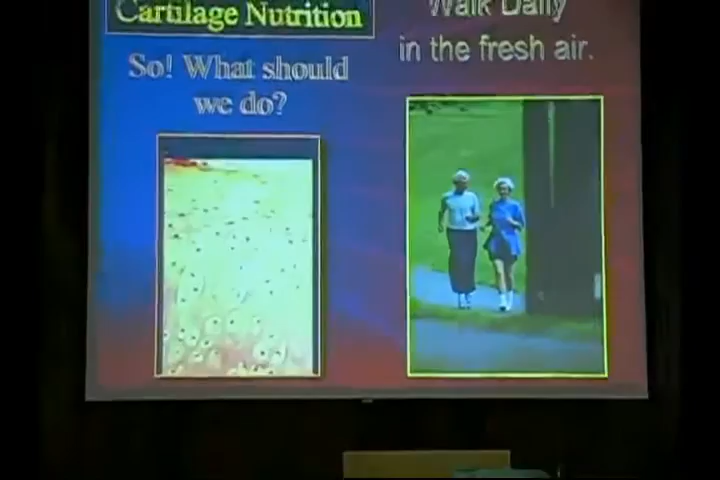 Cartilage Nutrition
So! What should
we do?
Walk Daily
in the fresh air.